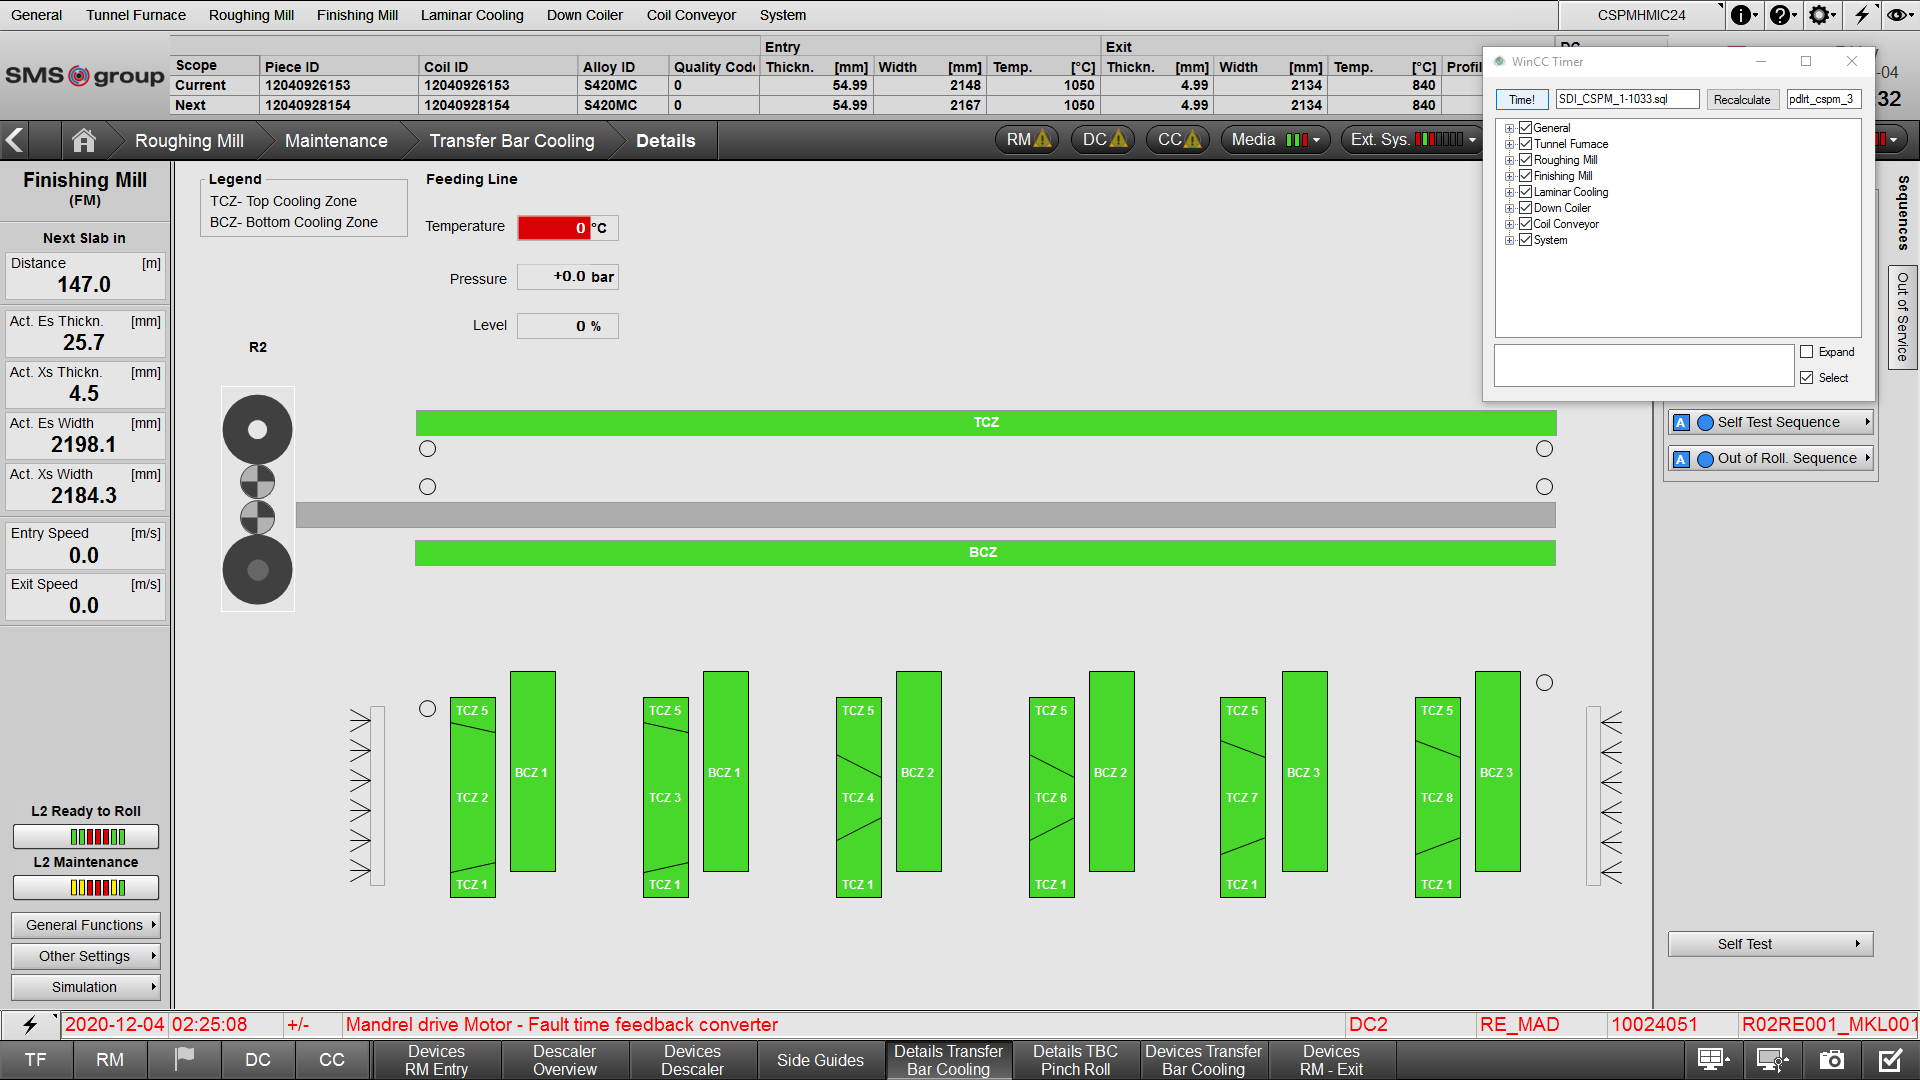 General Tunnel Furnace Roughing Mill Finishing Mill Laminar Cooling Down Coiler Coil Conveyor System CSPMHMIC24
SMS group
Entry Exit
Scope Piece ID Coil ID Alloy ID Quality Code Thickn. [mm] Width [mm] Temp. [°C] Thickn. [mm] Width [mm] Temp. [°C] Profil
Current 12040926153 12040926153 S420MC 0 54.99 2148 1050 4.99 2134 840
Next 12040928154 12040928154 S420MC 0 54.99 2167 1050 4.99 2134 840
-04
32
Roughing Mill Maintenance Transfer Bar Cooling Details RM DC CC Media Ext. Sys.
WinCC Timer
Time! SDI_CSPM_1-1033.sql Recalculate pdlrt_cspm_3
General
Tunnel Furnace
Roughing Mill
Finishing Mill
Laminar Cooling
Down Coiler
Coil Conveyor
System
Expand
Select
Sequences
Out of Service
Finishing Mill
(FM)
Next Slab in
Distance [m]
147.0
Act. Es Thickn. [mm]
25.7
Act. Xs Thickn. [mm]
4.5
Act. Es Width [mm]
2198.1
Act. Xs Width [mm]
2184.3
Entry Speed [m/s]
0.0
Exit Speed [m/s]
0.0
L2 Ready to Roll
L2 Maintenance
General Functions
Other Settings
Simulation
Legend
TCZ- Top Cooling Zone
BCZ- Bottom Cooling Zone
Feeding Line
Temperature 0 °C
Pressure +0.0 bar
Level 0 %
R2
TCZ
BCZ
TCZ 5 TCZ 5 TCZ 5 TCZ 5 TCZ 5 TCZ 5
BCZ 1 BCZ 1 BCZ 2 BCZ 2 BCZ 3 BCZ 3
TCZ 2 TCZ 3 TCZ 4 TCZ 6 TCZ 7 TCZ 8
TCZ 1 TCZ 1 TCZ 1 TCZ 1 TCZ 1 TCZ 1
A Self Test Sequence
A Out of Roll. Sequence
Self Test
2020-12-04 02:25:08 +/- Mandrel drive Motor - Fault time feedback converter DC2 RE_MAD 10024051 R02RE001_MKL001
TF RM DC CC
Devices
RM Entry
Descaler
Overview
Devices
Descaler
Side Guides
Details Transfer
Bar Cooling
Details TBC
Pinch Roll
Devices Transfer
Bar Cooling
Devices
RM - Exit